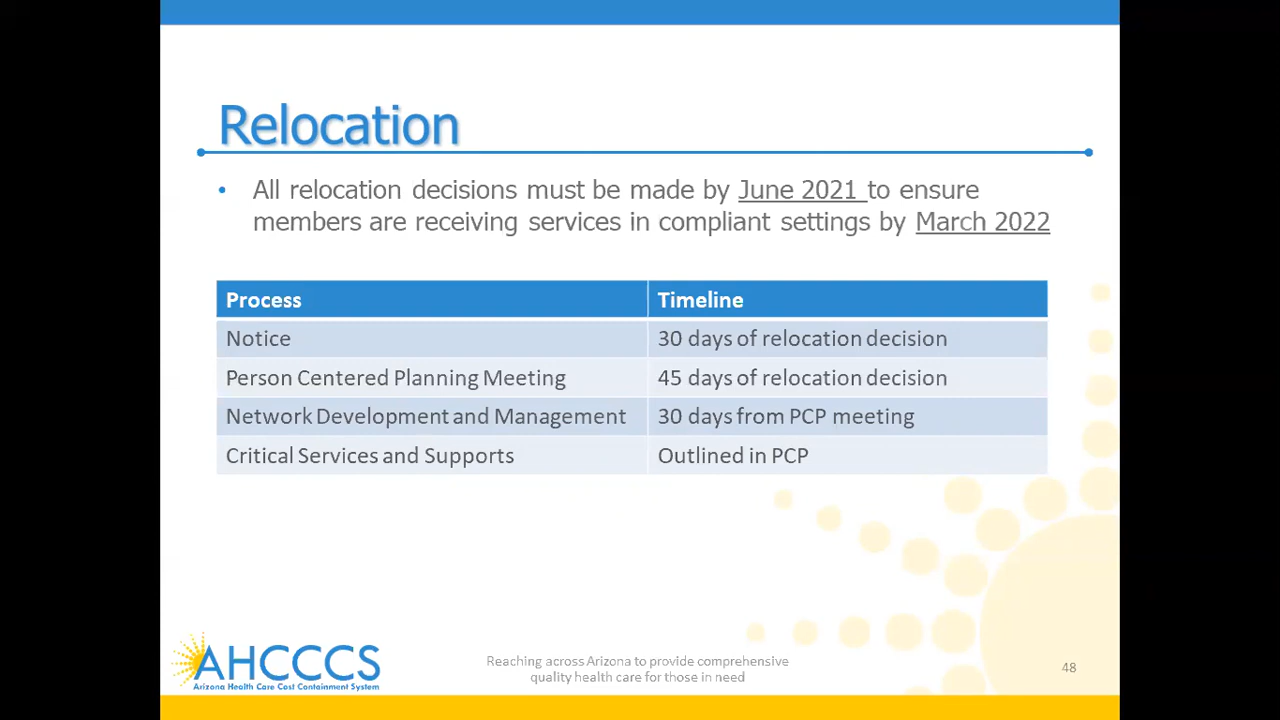 Relocation
• All relocation decisions must be made by June 2021 to ensure
members are receiving services in compliant settings by March 2022
Process Timeline
Notice 30 days of relocation decision
Person Centered Planning Meeting 45 days of relocation decision
Network Development and Management 30 days from PCP meeting
Critical Services and Supports Outlined in PCP
AHCCCS
Arizona Health Care Cost Containment System
Reaching across Arizona to provide comprehensive
quality health care for those in need
48